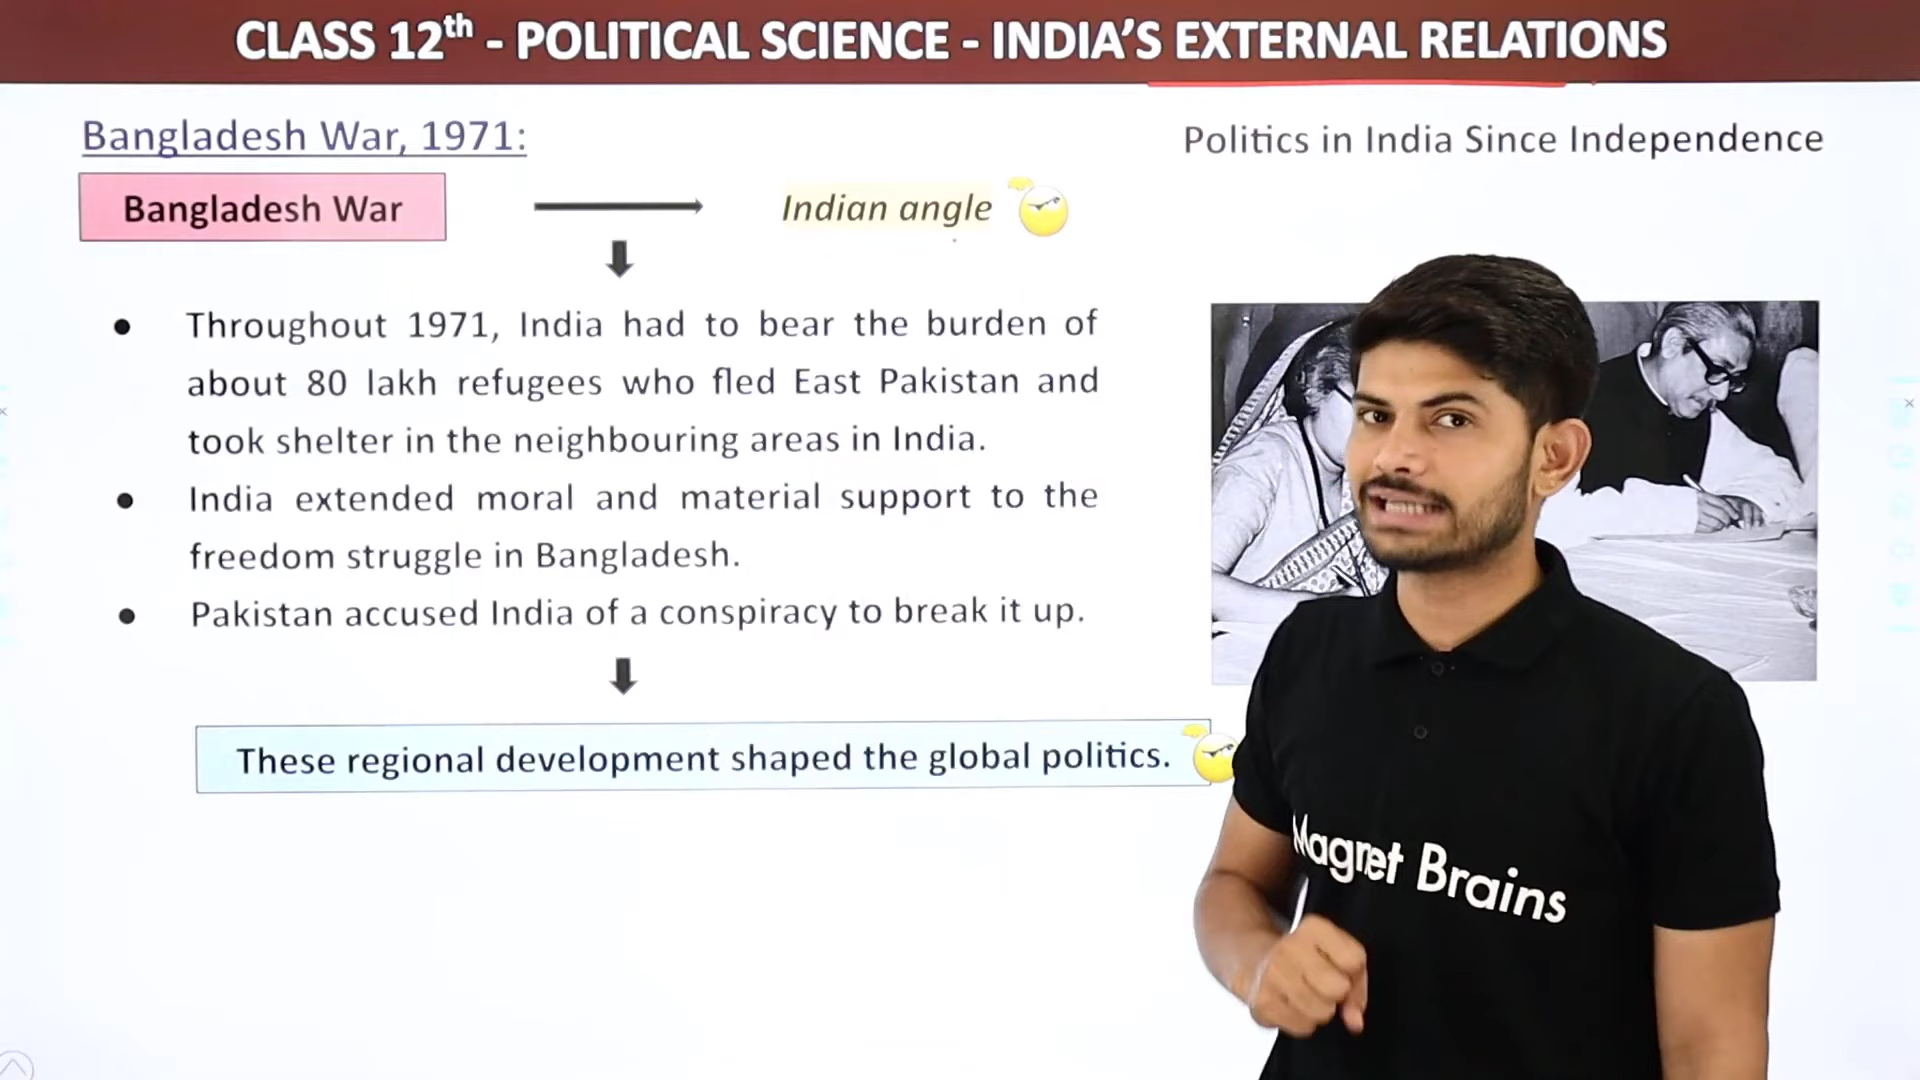 CLASS 12th - POLITICAL SCIENCE - INDIA'S EXTERNAL RELATIONS
Bangladesh War, 1971:
Politics in India Since Independence
Bangladesh War
Indian angle
Throughout 1971, India had to bear the burden of
about 80 lakh refugees who fled East Pakistan and
took shelter in the neighbouring areas in India.
India extended moral and material support to the
freedom struggle in Bangladesh.
Pakistan accused India of a conspiracy to break it up.
These regional development shaped the global politics.
Magnet Brains